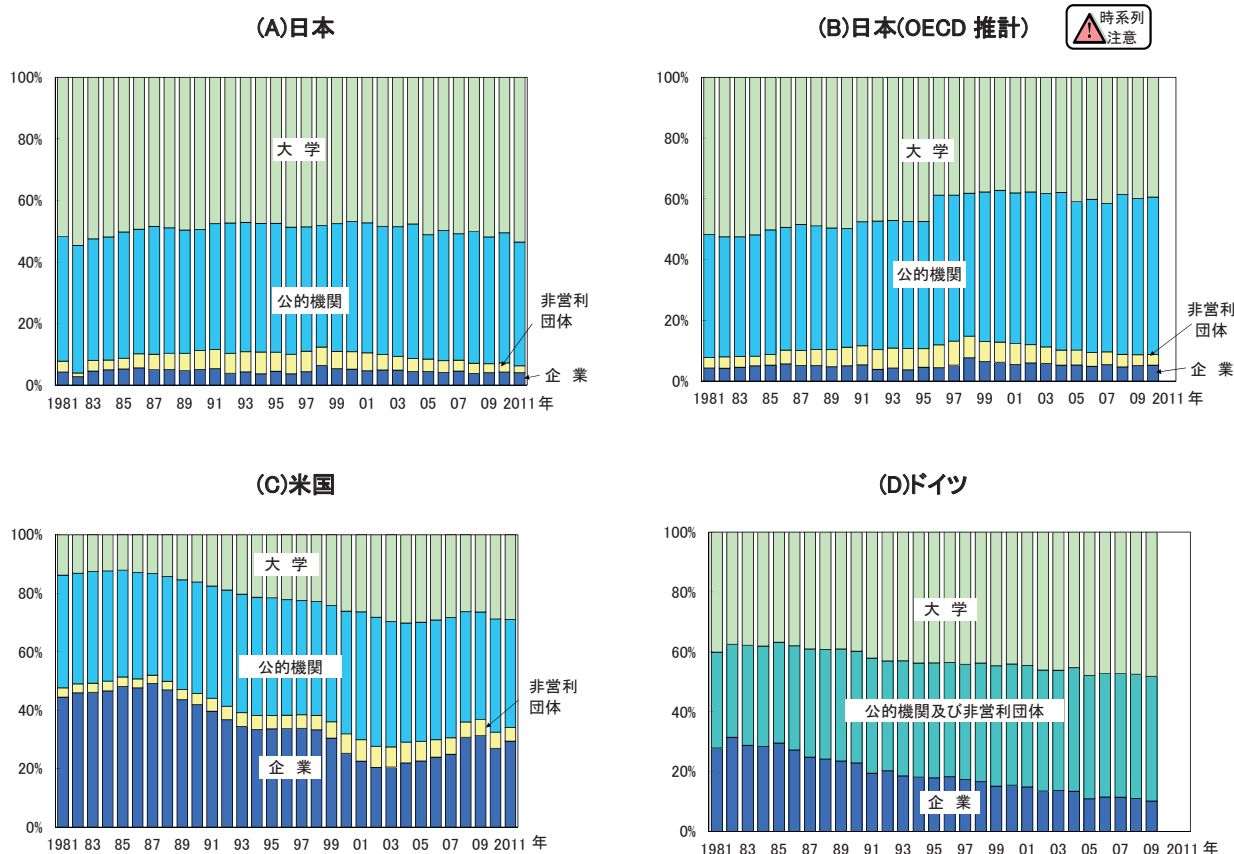 (A)日本
100%
80%
60%
40%
20%
0%
大 学
公的機関
非営利
団体
企 業
1981 83 85 87 89 91 93 95 97 99 01 03 05 07 09 2011 年
(B)日本(OECD 推計)
時系列
注意
100%
80%
60%
40%
20%
0%
大 学
公的機関
非営利
団体
企 業
1981 83 85 87 89 91 93 95 97 99 01 03 05 07 09 2011 年
(C)米国
100%
80%
60%
40%
20%
0%
大 学
公的機関
非営利
団体
企 業
1981 83 85 87 89 91 93 95 97 99 01 03 05 07 09 2011 年
(D)ドイツ
100%
80%
60%
40%
20%
0%
大 学
公的機関及び非営利団体
企 業
1981 83 85 87 89 91 93 95 97 99 01 03 05 07 09 2011 年